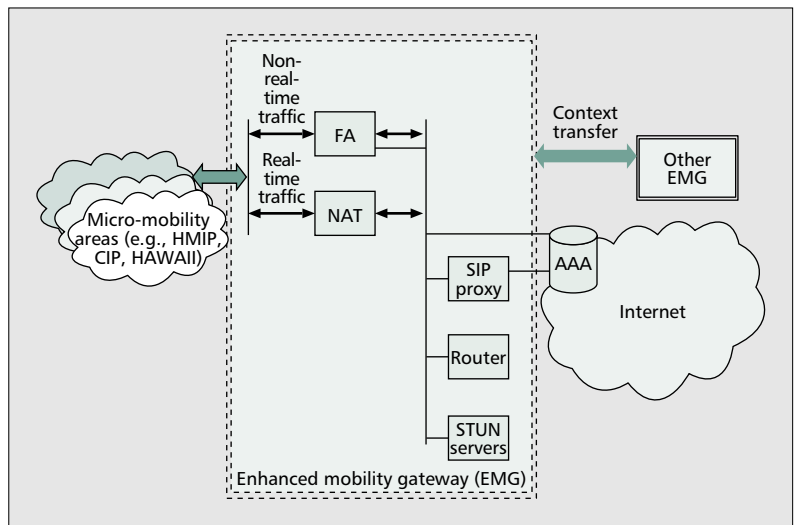 Non-
real-
time
traffic
FA
Real-
time
traffic
NAT
Micro-mobility
areas (e.g., HMIP,
CIP, HAWAII)
Context
transfer
Other
EMG
AAA
SIP
proxy
Internet
Router
STUN
servers
Enhanced mobility gateway (EMG)